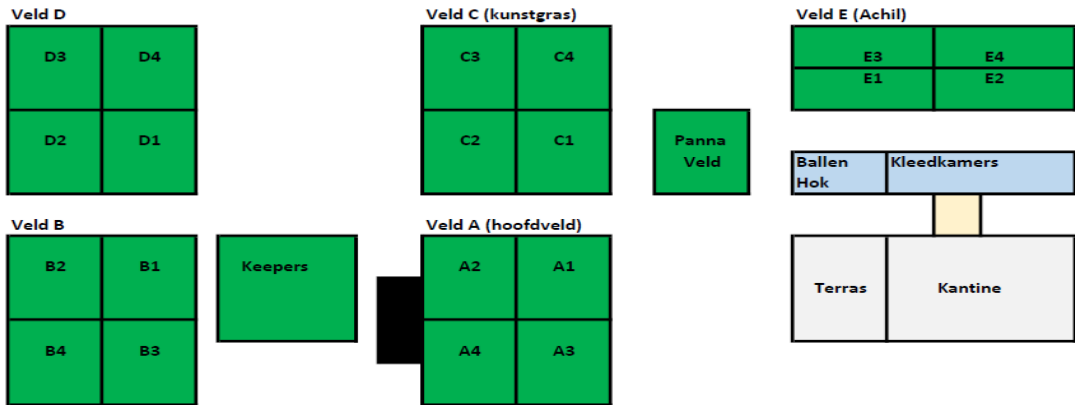 Veld D
Veld C (kunstgras)
Veld E (Achil)
D3 D4
C3 C4
E3 E4
E1 E2
D2 D1
C2 C1
Panna
Veld
Ballen
Hok
Kleedkamers
Veld B
Veld A (hoofdveld)
B2 B1
Keepers
A2 A1
Terras
Kantine
B4 B3
A4 A3